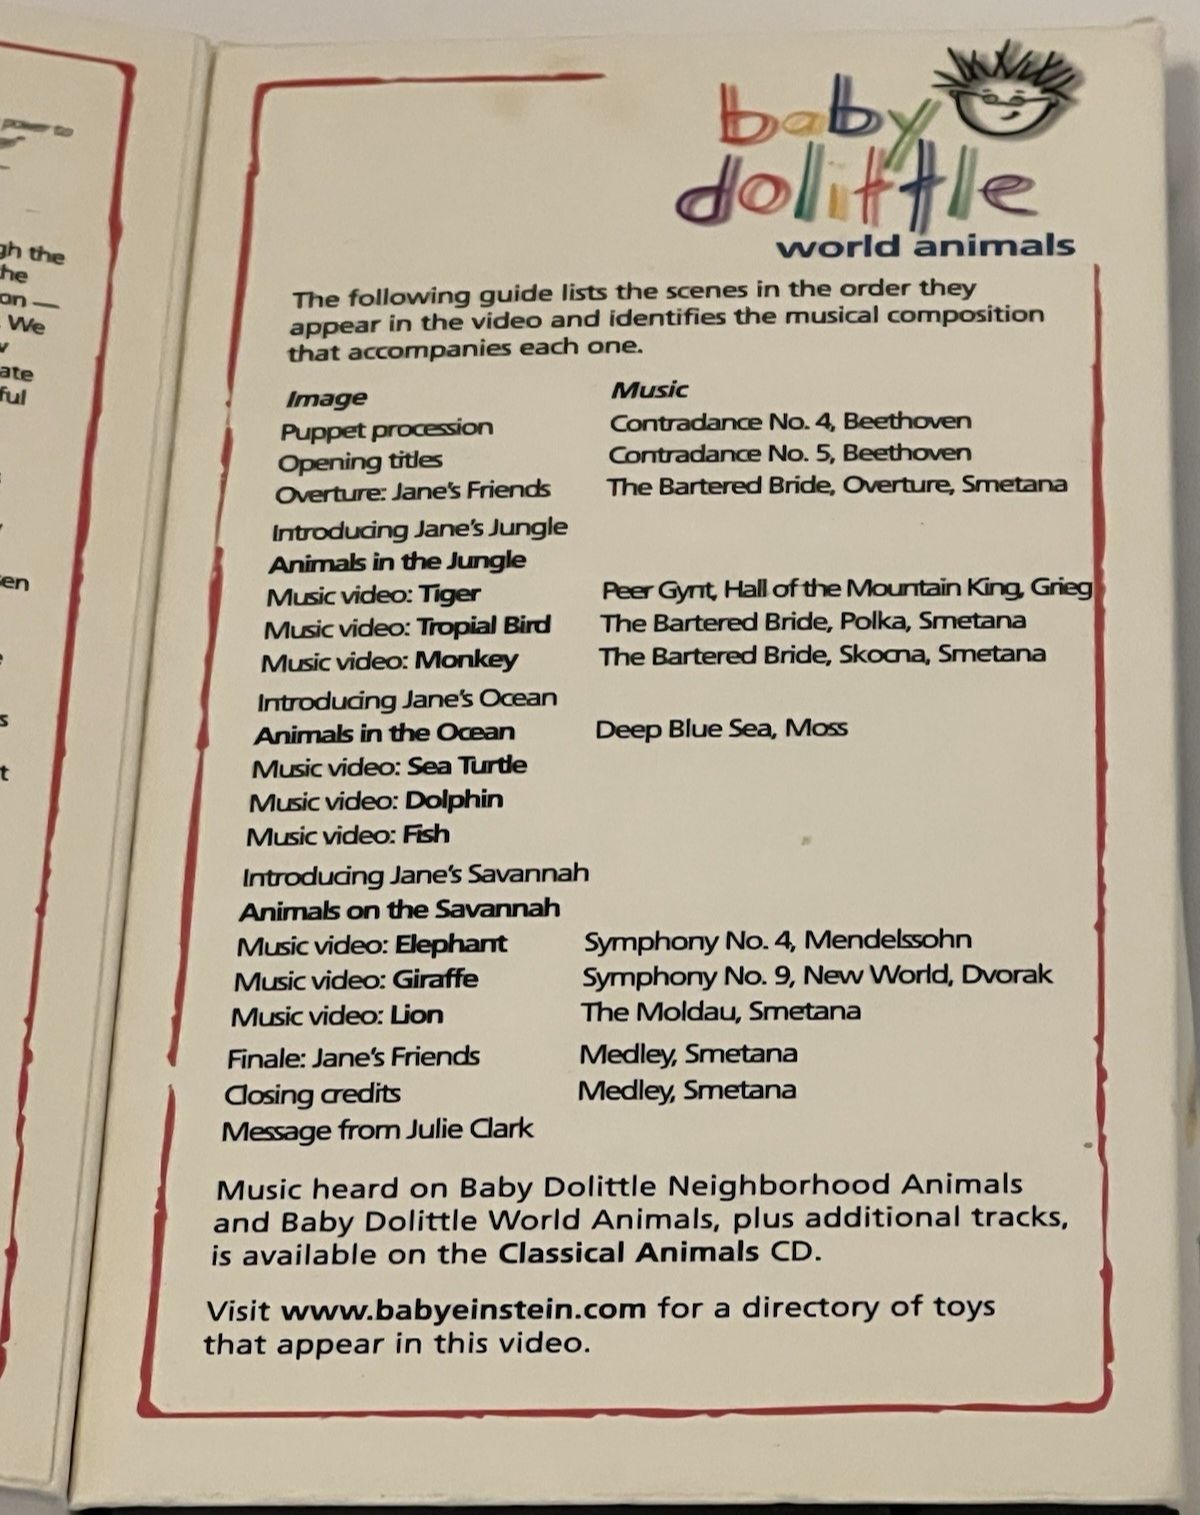 power to
gh the
he
on —
We
ate
ful
en
s
t
baby
dolittle
world animals
The following guide lists the scenes in the order they
appear in the video and identifies the musical composition
that accompanies each one.
Image Music
Puppet procession Contradance No. 4, Beethoven
Opening titles Contradance No. 5, Beethoven
Overture: Jane's Friends The Bartered Bride, Overture, Smetana
Introducing Jane's Jungle
Animals in the Jungle
Music video: Tiger Peer Gynt, Hall of the Mountain King, Grieg
Music video: Tropial Bird The Bartered Bride, Polka, Smetana
Music video: Monkey The Bartered Bride, Skocna, Smetana
Introducing Jane's Ocean
Animals in the Ocean Deep Blue Sea, Moss
Music video: Sea Turtle
Music video: Dolphin
Music video: Fish
Introducing Jane's Savannah
Animals on the Savannah
Music video: Elephant Symphony No. 4, Mendelssohn
Music video: Giraffe Symphony No. 9, New World, Dvorak
Music video: Lion The Moldau, Smetana
Finale: Jane's Friends Medley, Smetana
Closing credits Medley, Smetana
Message from Julie Clark
Music heard on Baby Dolittle Neighborhood Animals
and Baby Dolittle World Animals, plus additional tracks,
is available on the Classical Animals CD.
Visit www.babyeinstein.com for a directory of toys
that appear in this video.